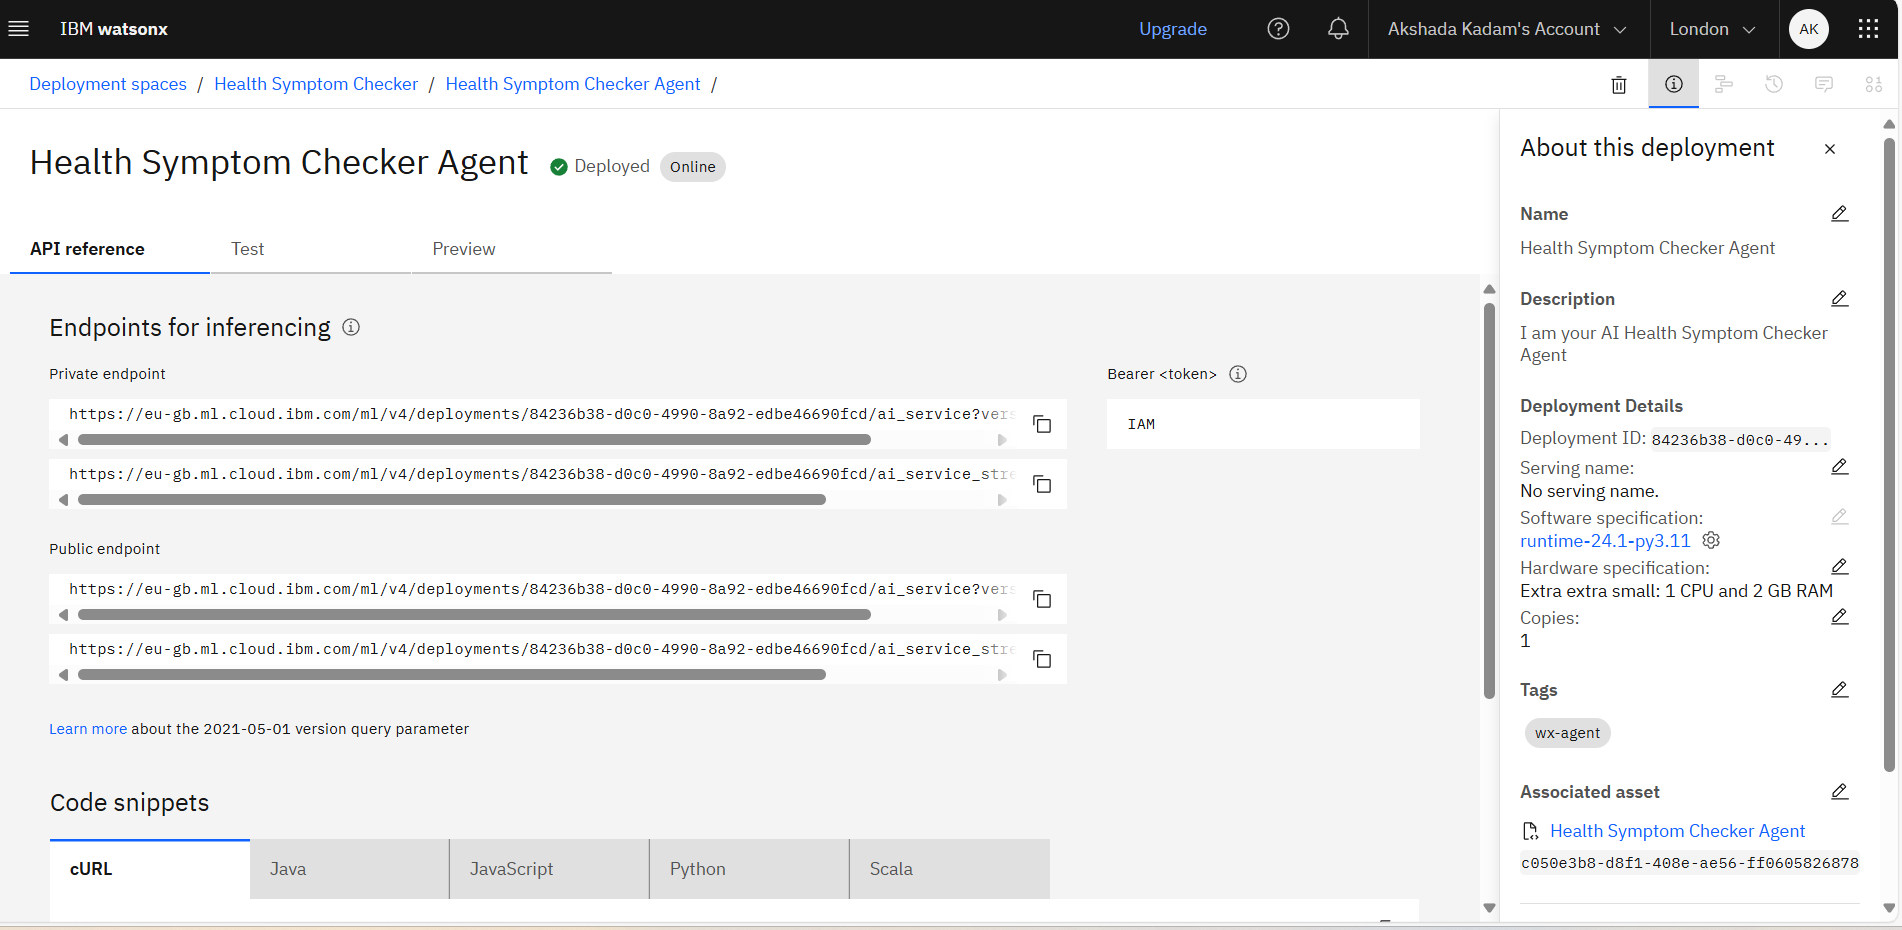 IBM watsonx
Upgrade
Akshada Kadam's Account
London
AK
Deployment spaces / Health Symptom Checker / Health Symptom Checker Agent /
Health Symptom Checker Agent
Deployed
Online
API reference
Test
Preview
Endpoints for inferencing
Private endpoint
https://eu-gb.ml.cloud.ibm.com/ml/v4/deployments/84236b38-d0c0-4990-8a92-edbe46690fcd/ai_service?vers
https://eu-gb.ml.cloud.ibm.com/ml/v4/deployments/84236b38-d0c0-4990-8a92-edbe46690fcd/ai_service_stre
Bearer <token>
IAM
Public endpoint
https://eu-gb.ml.cloud.ibm.com/ml/v4/deployments/84236b38-d0c0-4990-8a92-edbe46690fcd/ai_service?vers
https://eu-gb.ml.cloud.ibm.com/ml/v4/deployments/84236b38-d0c0-4990-8a92-edbe46690fcd/ai_service_stre
Learn more about the 2021-05-01 version query parameter
Code snippets
cURL
Java
JavaScript
Python
Scala
About this deployment
Name
Health Symptom Checker Agent
Description
I am your AI Health Symptom Checker
Agent
Deployment Details
Deployment ID: 84236b38-d0c0-49...
Serving name:
No serving name.
Software specification:
runtime-24.1-py3.11
Hardware specification:
Extra extra small: 1 CPU and 2 GB RAM
Copies:
1
Tags
wx-agent
Associated asset
Health Symptom Checker Agent
c050e3b8-d8f1-408e-ae56-ff0605826878